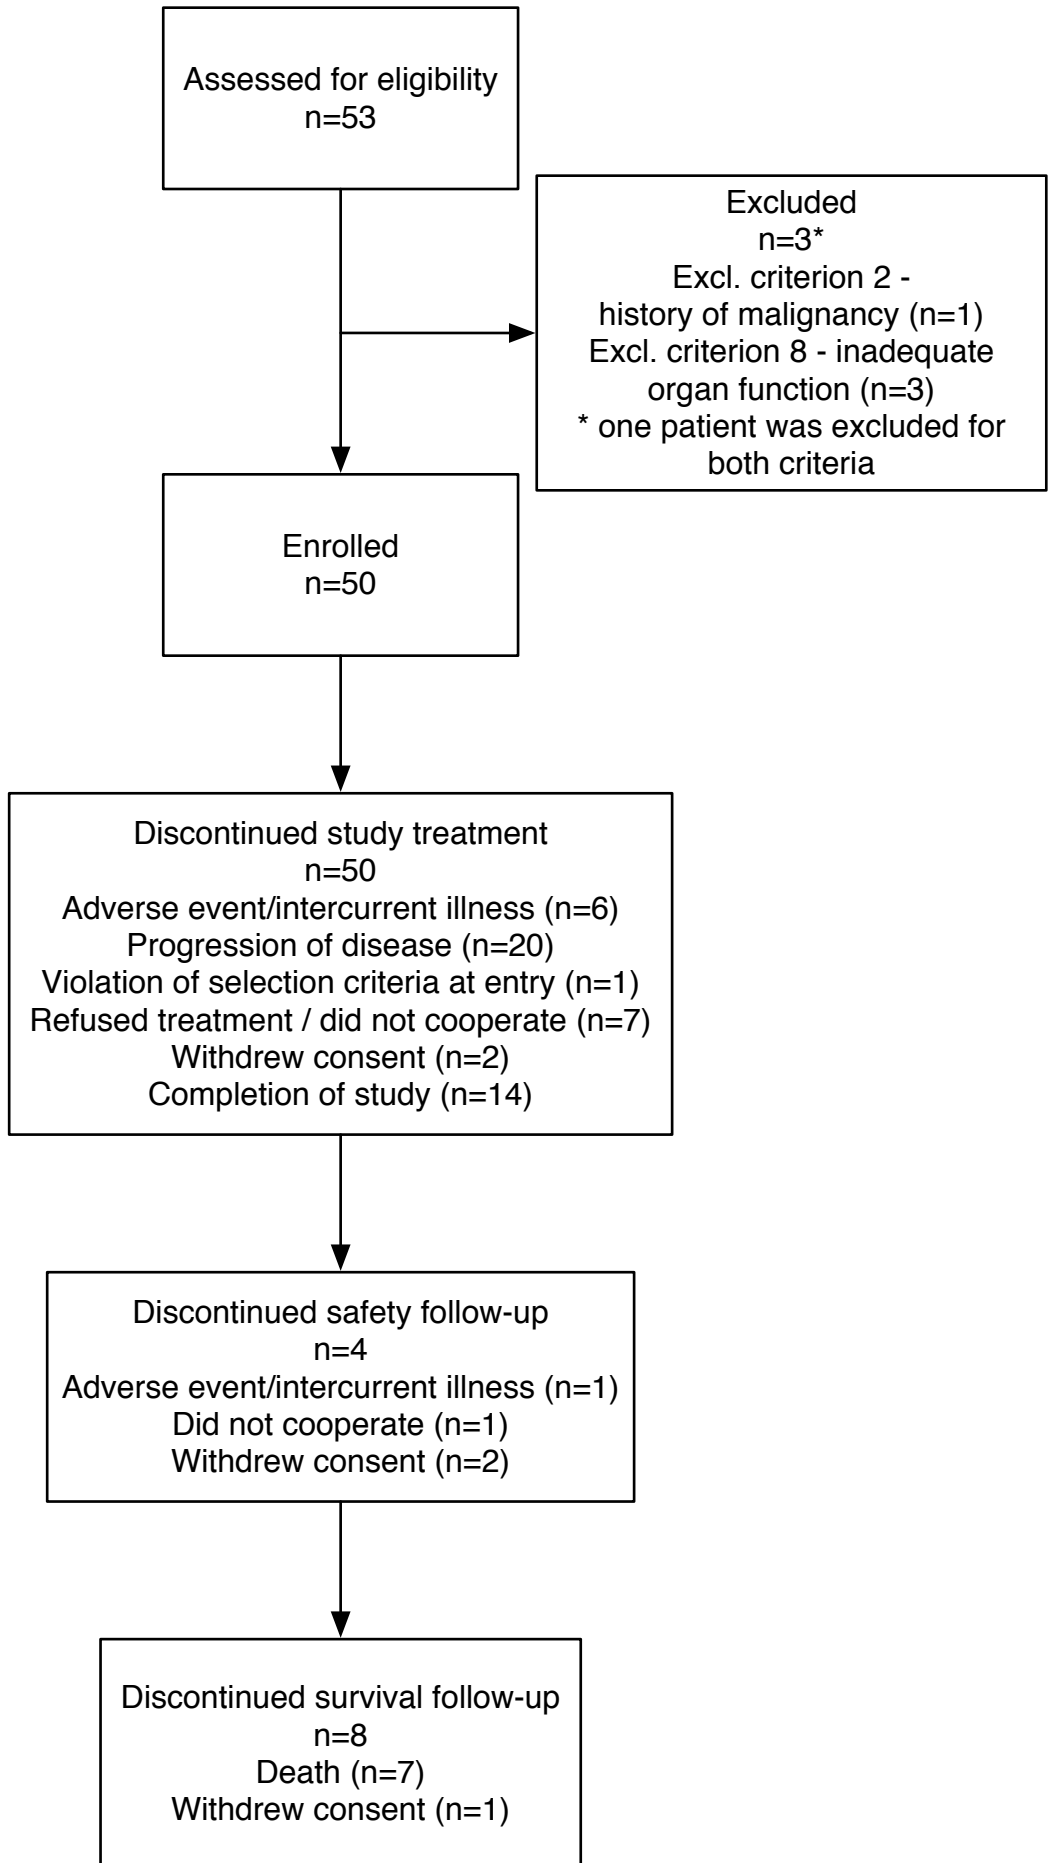 Assessed for eligibility
n=53
Excluded
n=3*
Excl. criterion 2 -
history of malignancy (n=1)
Excl. criterion 8 - inadequate
organ function (n=3)
* one patient was excluded for
both criteria
Enrolled
n=50
Discontinued study treatment
n=50
Adverse event/intercurrent illness (n=6)
Progression of disease (n=20)
Violation of selection criteria at entry (n=1)
Refused treatment / did not cooperate (n=7)
Withdrew consent (n=2)
Completion of study (n=14)
Discontinued safety follow-up
n=4
Adverse event/intercurrent illness (n=1)
Did not cooperate (n=1)
Withdrew consent (n=2)
Discontinued survival follow-up
n=8
Death (n=7)
Withdrew consent (n=1)